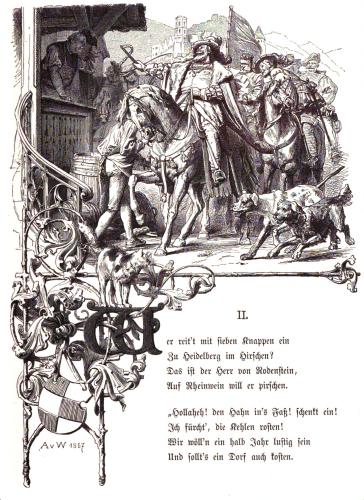 II.
Wer reit't mit sieben Knappen ein
Zu Heidelberg im Hirschen?
Das ist der Herr von Rodenstein,
Auf Rheinwein will er pirschen.
„Hollaheh! den Hahn in's Faß! schenkt ein!
Ich fürcht', die Kehlen rosten!
Wir wöll'n ein halb Jahr lustig sein
Und sollt's ein Dorf auch kosten.
A v W 1867